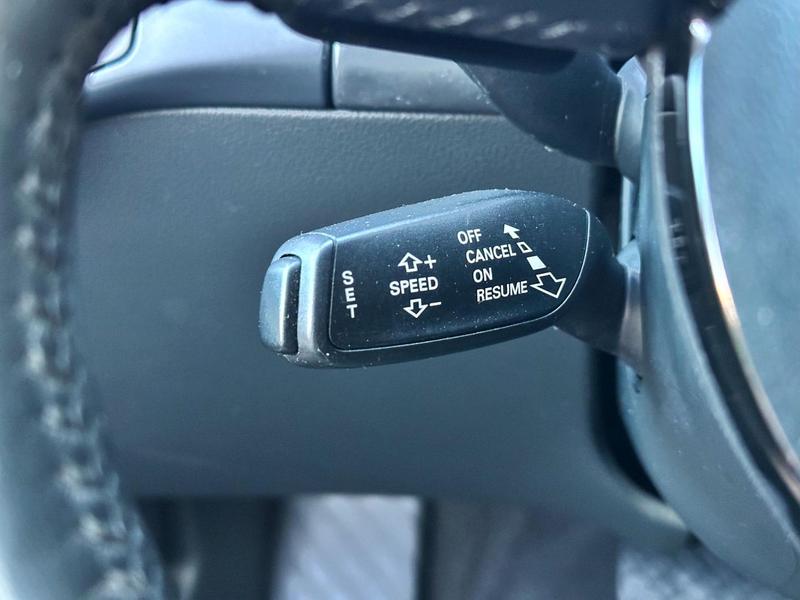 SET
+
SPEED
−
OFF
CANCEL
ON
RESUME